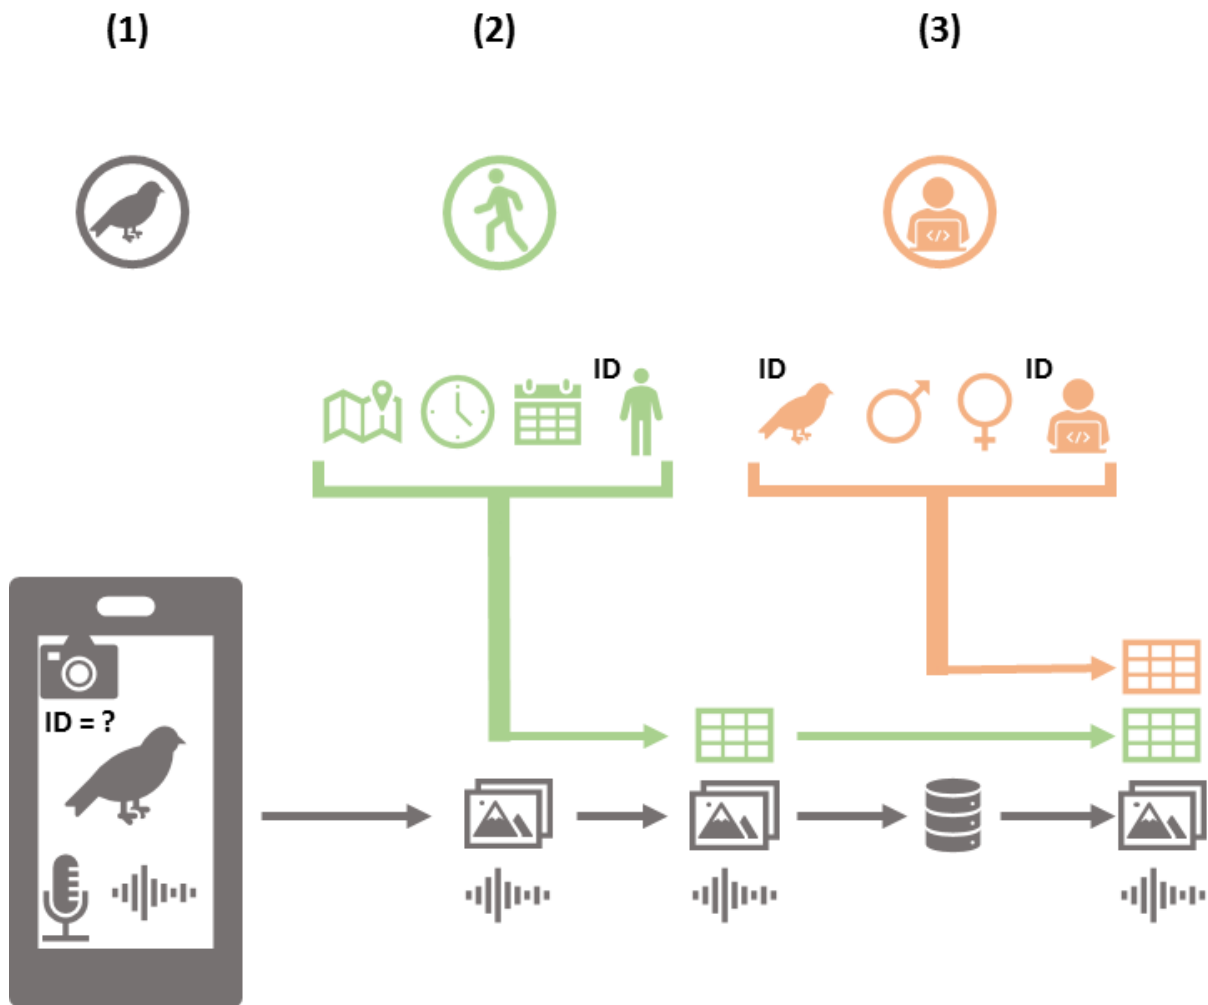 (1)
(2)
(3)
ID
ID
ID
</>
</>
ID = ?